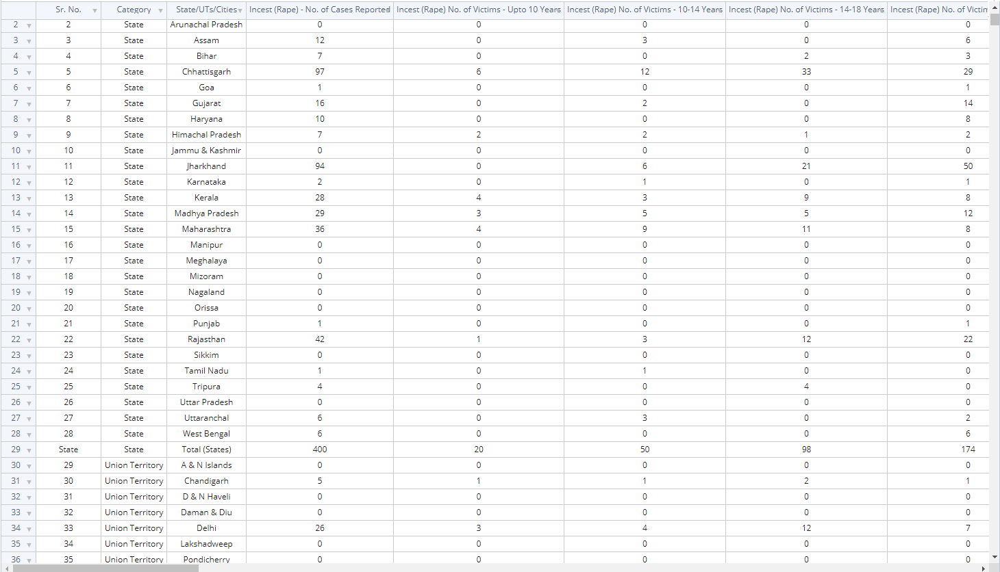 Sr. No. Category State/UTs/Cities Incest (Rape) - No. of Cases Reported Incest (Rape) No. of Victims - Upto 10 Years Incest (Rape) No. of Victims - 10-14 Years Incest (Rape) No. of Victims - 14-18 Years Incest (Rape) No. of Victim
2 2 State Arunachal Pradesh 0 0 0 0 0
3 3 State Assam 12 0 3 0 6
4 4 State Bihar 7 0 0 2 3
5 5 State Chhattisgarh 97 6 12 33 29
6 6 State Goa 1 0 0 0 1
7 7 State Gujarat 16 0 2 0 14
8 8 State Haryana 10 0 0 0 8
9 9 State Himachal Pradesh 7 2 2 1 2
10 10 State Jammu & Kashmir 0 0 0 0 0
11 11 State Jharkhand 94 0 6 21 50
12 12 State Karnataka 2 0 1 0 1
13 13 State Kerala 28 4 3 9 8
14 14 State Madhya Pradesh 29 3 5 5 12
15 15 State Maharashtra 36 4 9 11 8
16 16 State Manipur 0 0 0 0 0
17 17 State Meghalaya 0 0 0 0 0
18 18 State Mizoram 0 0 0 0 0
19 19 State Nagaland 0 0 0 0 0
20 20 State Orissa 0 0 0 0 0
21 21 State Punjab 1 0 0 0 1
22 22 State Rajasthan 42 1 3 12 22
23 23 State Sikkim 0 0 0 0 0
24 24 State Tamil Nadu 1 0 1 0 0
25 25 State Tripura 4 0 0 4 0
26 26 State Uttar Pradesh 0 0 0 0 0
27 27 State Uttaranchal 6 0 3 0 2
28 28 State West Bengal 6 0 0 0 6
29 State State Total (States) 400 20 50 98 174
30 29 Union Territory A & N Islands 0 0 0 0 0
31 30 Union Territory Chandigarh 5 1 1 2 1
32 31 Union Territory D & N Haveli 0 0 0 0 0
33 32 Union Territory Daman & Diu 0 0 0 0 0
34 33 Union Territory Delhi 26 3 4 12 7
35 34 Union Territory Lakshadweep 0 0 0 0 0
36 35 Union Territory Pondicherry 0 0 0 0 0